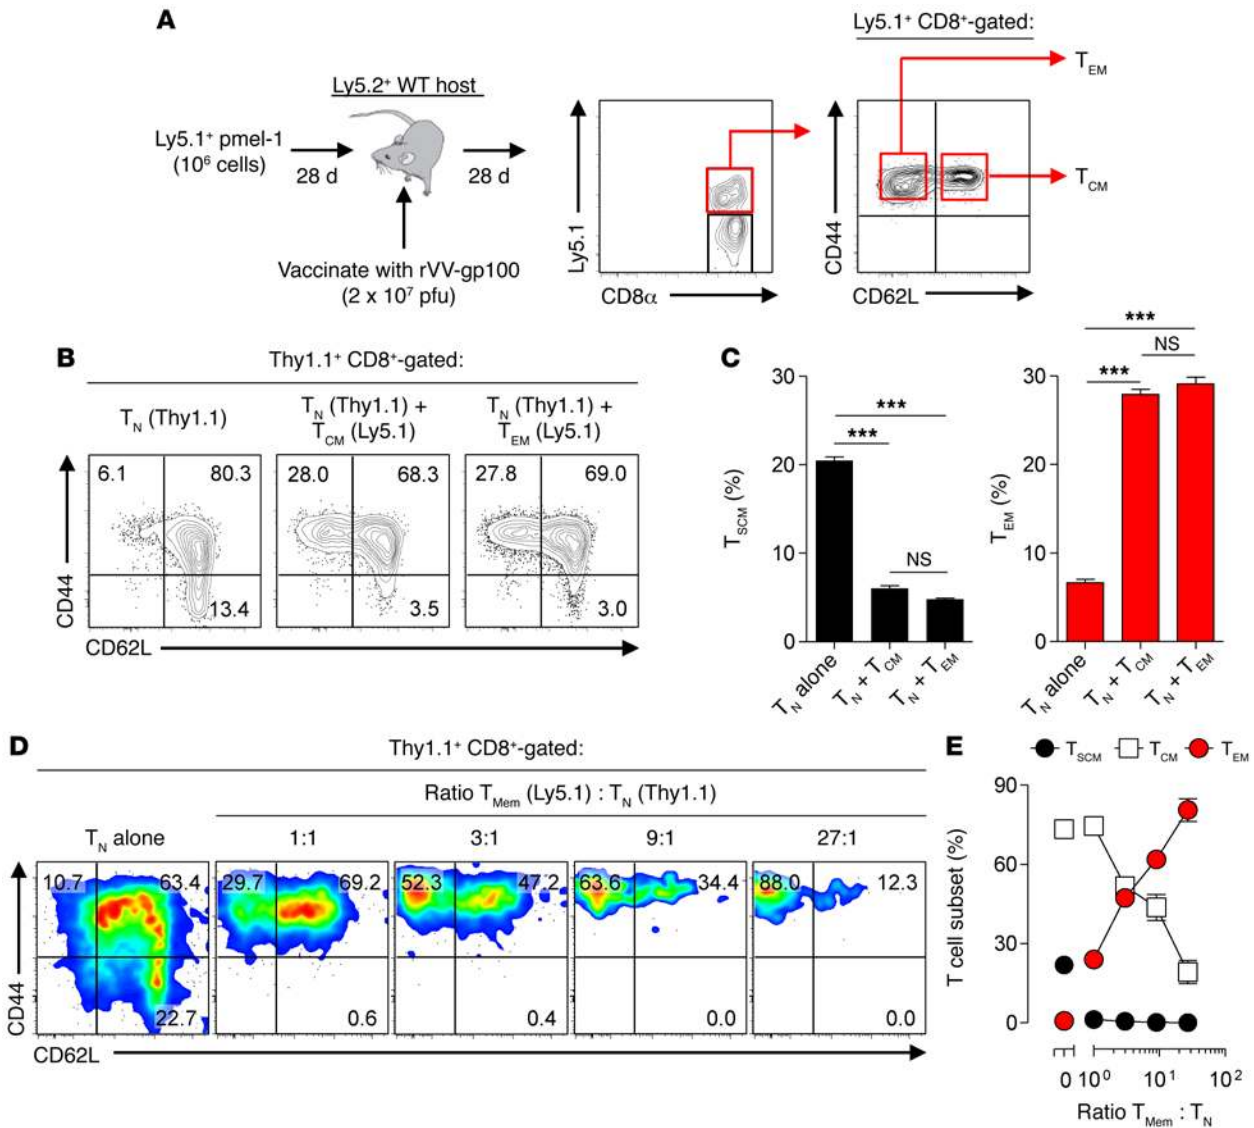 A
Ly5.1⁺ CD8⁺-gated:
Ly5.2⁺ WT host
Ly5.1⁺ pmel-1
(10⁶ cells)
28 d
28 d
Vaccinate with rVV-gp100
(2 x 10⁷ pfu)
Ly5.1
CD8α
CD44
CD62L
T_EM
T_CM
B
Thy1.1⁺ CD8⁺-gated:
T_N (Thy1.1)
T_N (Thy1.1) +
T_CM (Ly5.1)
T_N (Thy1.1) +
T_EM (Ly5.1)
6.1
80.3
13.4
28.0
68.3
3.5
27.8
69.0
3.0
CD44
CD62L
C
T_SCM (%)
30
20
10
0
***
***
NS
T_N alone
T_N + T_CM
T_N + T_EM
T_EM (%)
30
20
10
0
***
***
NS
T_N alone
T_N + T_CM
T_N + T_EM
D
Thy1.1⁺ CD8⁺-gated:
Ratio T_Mem (Ly5.1) : T_N (Thy1.1)
T_N alone
1:1
3:1
9:1
27:1
10.7
63.4
22.7
29.7
69.2
0.6
52.3
47.2
0.4
63.6
34.4
0.0
88.0
12.3
0.0
CD44
CD62L
E
T_SCM
T_CM
T_EM
T cell subset (%)
90
60
30
0
0 10⁰ 10¹ 10²
Ratio T_Mem : T_N